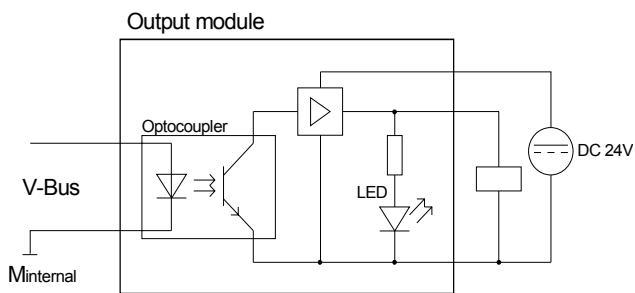 Output module
Optocoupler
DC 24V
V-Bus
LED
Minternal